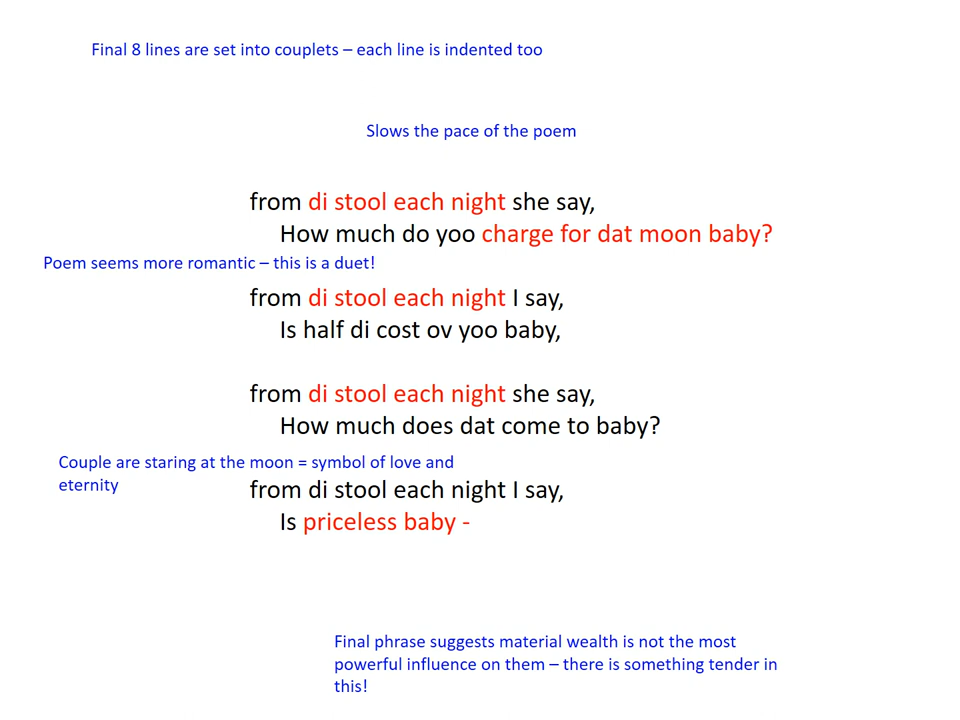 Final 8 lines are set into couplets – each line is indented too
Slows the pace of the poem
from di stool each night she say,
How much do yoo charge for dat moon baby?
Poem seems more romantic – this is a duet!
from di stool each night I say,
Is half di cost ov yoo baby,
from di stool each night she say,
How much does dat come to baby?
Couple are staring at the moon = symbol of love and
eternity
from di stool each night I say,
Is priceless baby -
Final phrase suggests material wealth is not the most
powerful influence on them – there is something tender in
this!